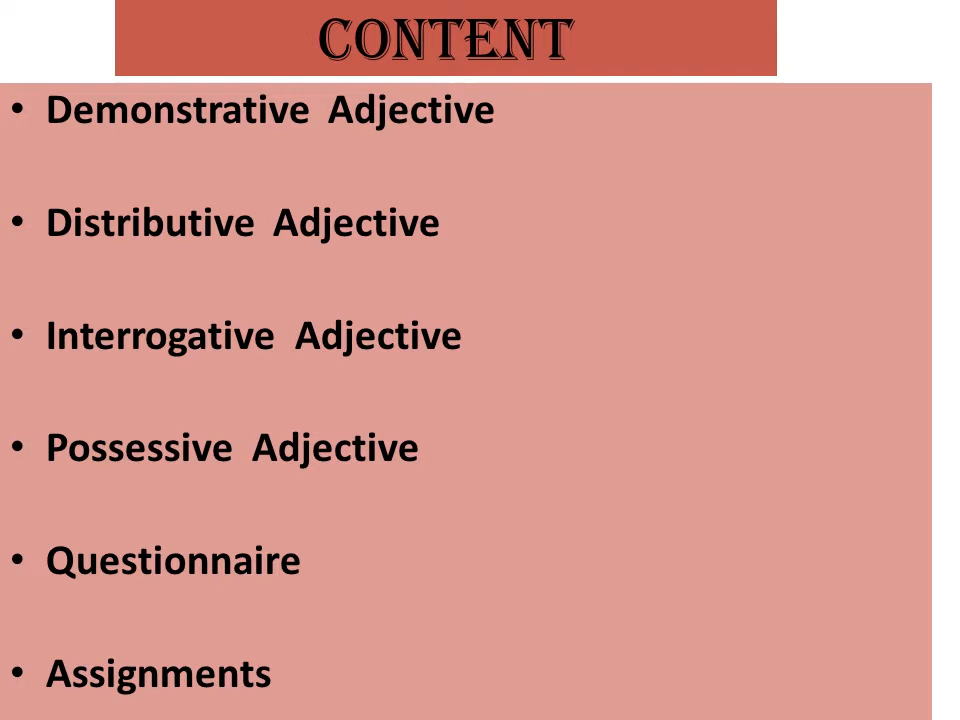 CONTENT
• Demonstrative Adjective
• Distributive Adjective
• Interrogative Adjective
• Possessive Adjective
• Questionnaire
• Assignments